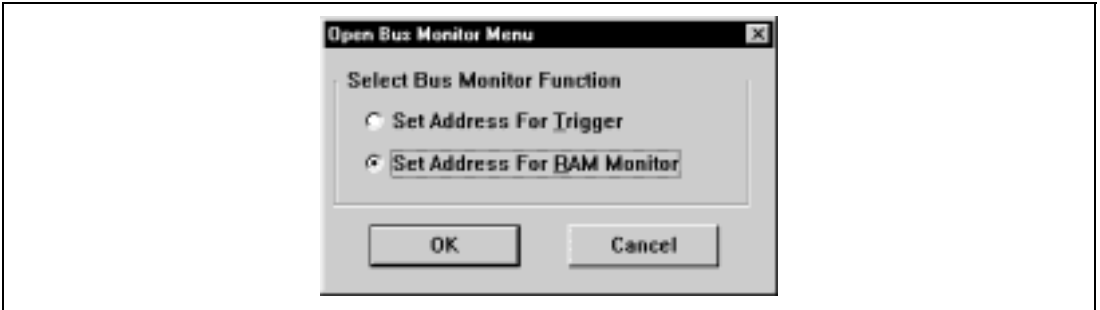 Open Bus Monitor Menu
Select Bus Monitor Function
Set Address For Trigger
Set Address For RAM Monitor
OK
Cancel